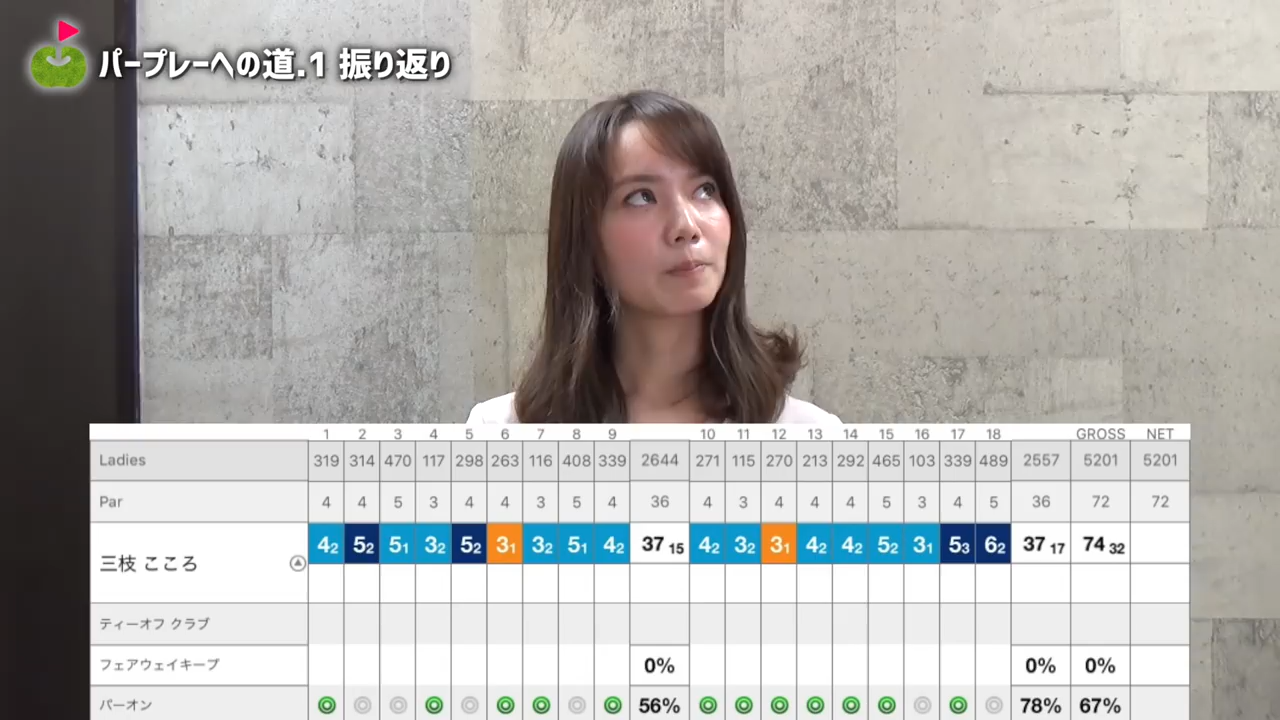 パープレーへの道.1 振り返り
1 2 3 4 5 6 7 8 9 10 11 12 13 14 15 16 17 18 GROSS NET
Ladies 319 314 470 117 298 263 116 408 339 2644 271 115 270 213 292 465 103 339 489 2557 5201 5201
Par 4 4 5 3 4 4 3 5 4 36 4 3 4 4 4 5 3 4 5 36 72 72
三枝 こころ 42 52 51 32 52 31 32 51 42 37 15 42 32 31 42 42 52 31 53 62 37 17 74 32
ティーオフ クラブ
フェアウェイキープ 0% 0% 0%
パーオン 56% 78% 67%